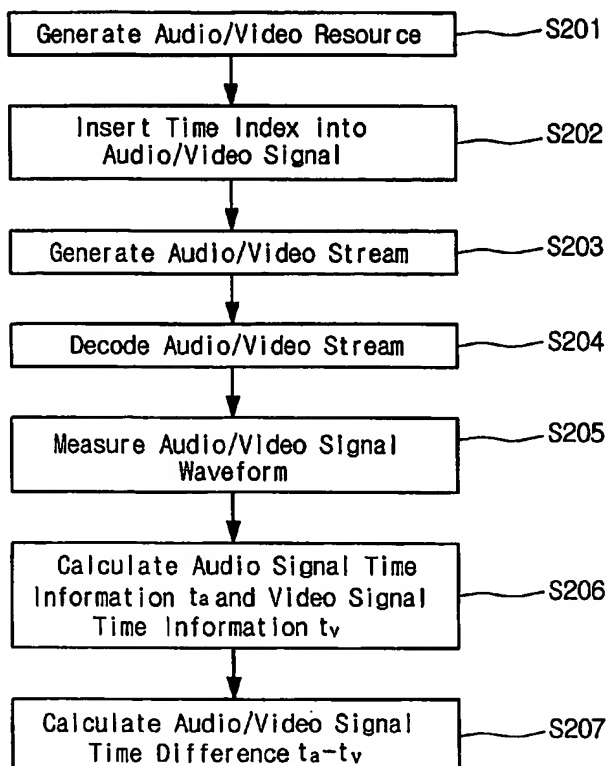 Generate Audio/Video Resource
S201
Insert Time Index into
Audio/Video Signal
S202
Generate Audio/Video Stream
S203
Decode Audio/Video Stream
S204
Measure Audio/Video Signal
Waveform
S205
Calculate Audio Signal Time
Information ta and Video Signal
Time Information tv
S206
Calculate Audio/Video Signal
Time Difference ta-tv
S207